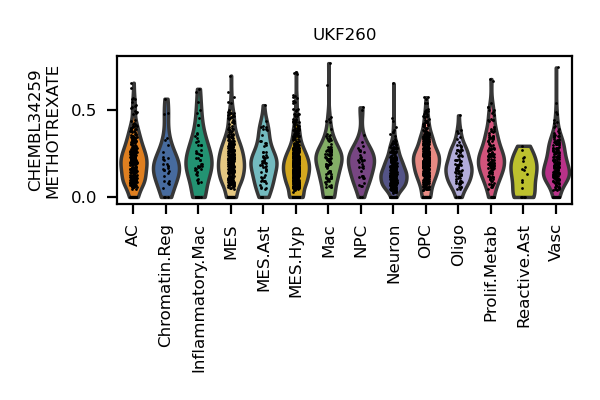 UKF260
CHEMBL34259
METHOTREXATE
0.5
0.0
AC
Chromatin.Reg
Inflammatory.Mac
MES
MES.Ast
MES.Hyp
Mac
NPC
Neuron
OPC
Oligo
Prolif.Metab
Reactive.Ast
Vasc